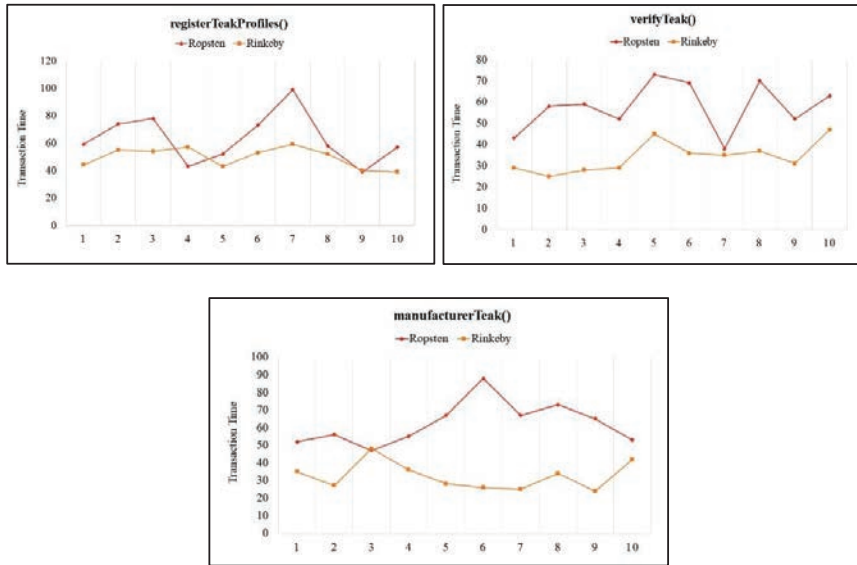 registerTeakProfiles()
Ropsten Rinkeby
Transaction Time
120
100
80
60
40
20
0
1 2 3 4 5 6 7 8 9 10
verifyTeak()
Ropsten Rinkeby
Transaction Time
80
70
60
50
40
30
20
10
0
1 2 3 4 5 6 7 8 9 10
manufacturerTeak()
Ropsten Rinkeby
Transaction Time
100
90
80
70
60
50
40
30
20
10
0
1 2 3 4 5 6 7 8 9 10